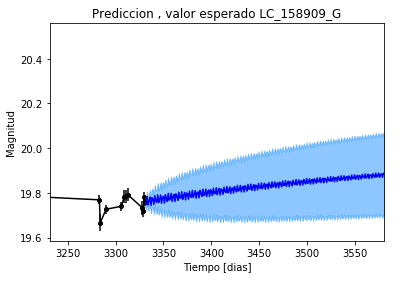 Prediccion , valor esperado LC_158909_G
Magnitud
20.4
20.2
20.0
19.8
19.6
3250 3300 3350 3400 3450 3500 3550
Tiempo [dias]